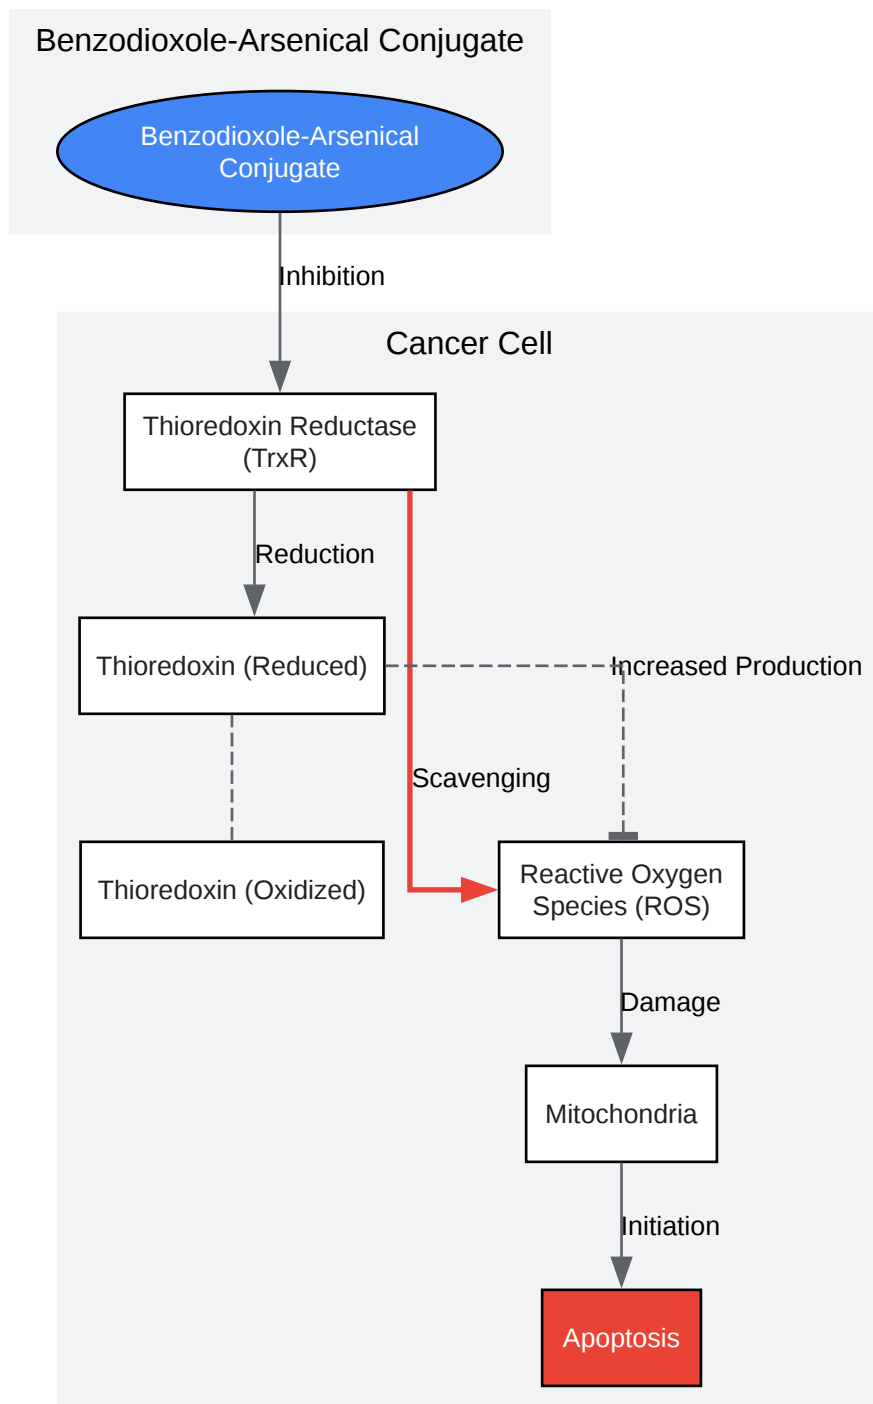 Benzodioxole-Arsenical Conjugate
Benzodioxole-Arsenical
Conjugate
Inhibition
Cancer Cell
Thioredoxin Reductase
(TrxR)
Reduction
Thioredoxin (Reduced)
Increased Production
Scavenging
Thioredoxin (Oxidized)
Reactive Oxygen
Species (ROS)
Damage
Mitochondria
Initiation
Apoptosis